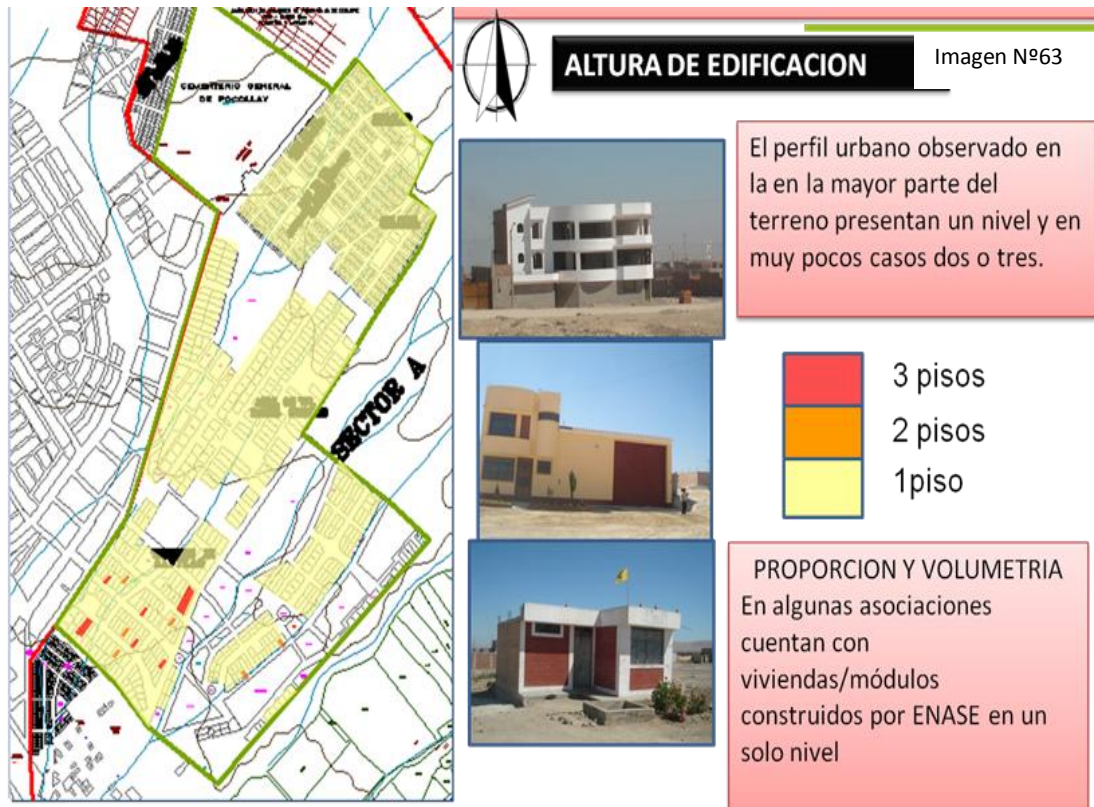 CEMENTERIO GENERAL
DE POCOLLAY
SECTOR A
ALTURA DE EDIFICACION
Imagen Nº63
El perfil urbano observado en
la en la mayor parte del
terreno presentan un nivel y en
muy pocos casos dos o tres.
3 pisos
2 pisos
1piso
PROPORCION Y VOLUMETRIA
En algunas asociaciones
cuentan con
viviendas/módulos
construidos por ENASE en un
solo nivel